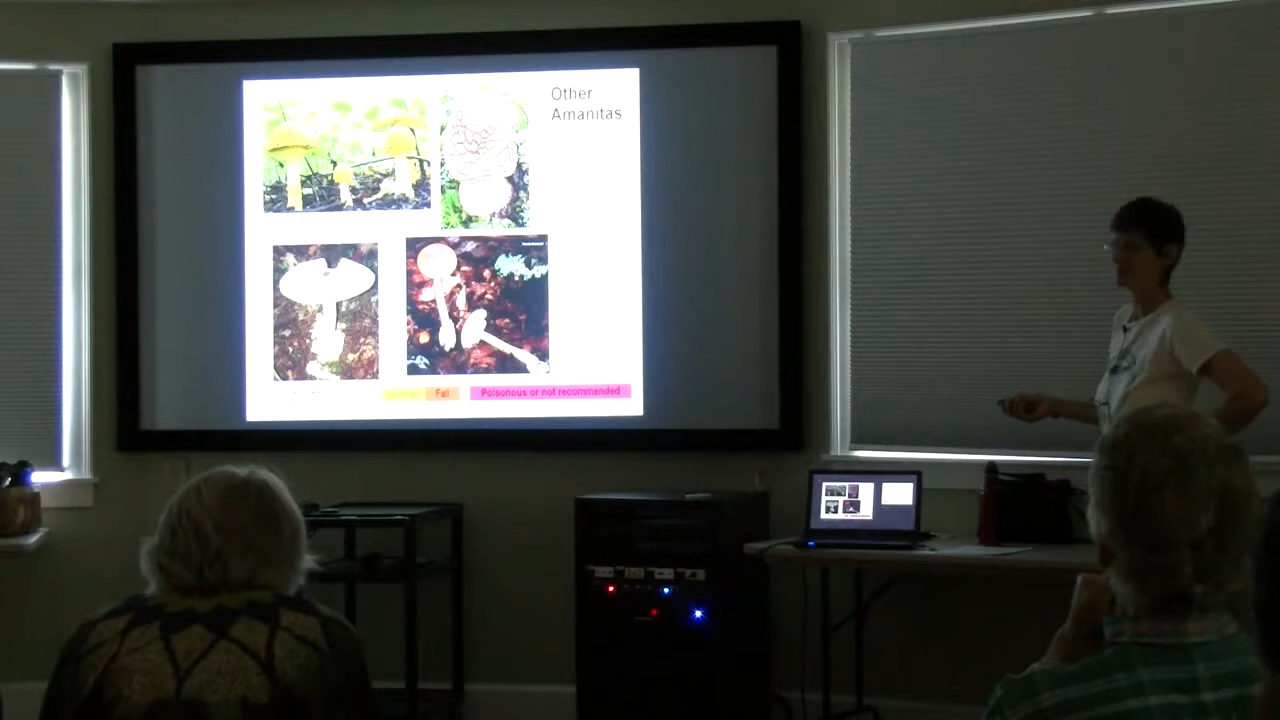 Other
Amanitas
Fall
Poisonous or not recommended